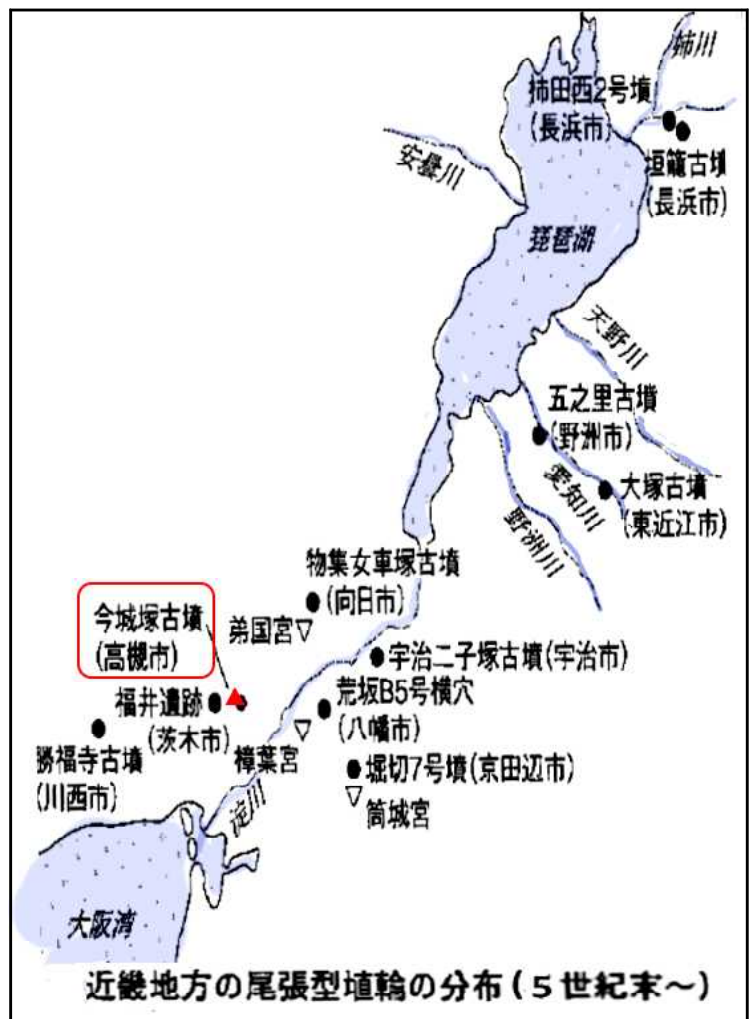 姉川
柿田西2号墳
(長浜市)
垣籠古墳
(長浜市)
安曇川
琵琶湖
天野川
五之里古墳
(野洲市)
愛知川
大塚古墳
(東近江市)
野洲川
物集女車塚古墳
(向日市)
今城塚古墳
(高槻市)
弟国宮
宇治二子塚古墳(宇治市)
福井遺跡
(茨木市)
荒坂B5号横穴
(八幡市)
樟葉宮
勝福寺古墳
(川西市)
堀切7号墳(京田辺市)
筒城宮
淀川
大阪湾
近畿地方の尾張型埴輪の分布(5世紀末～)